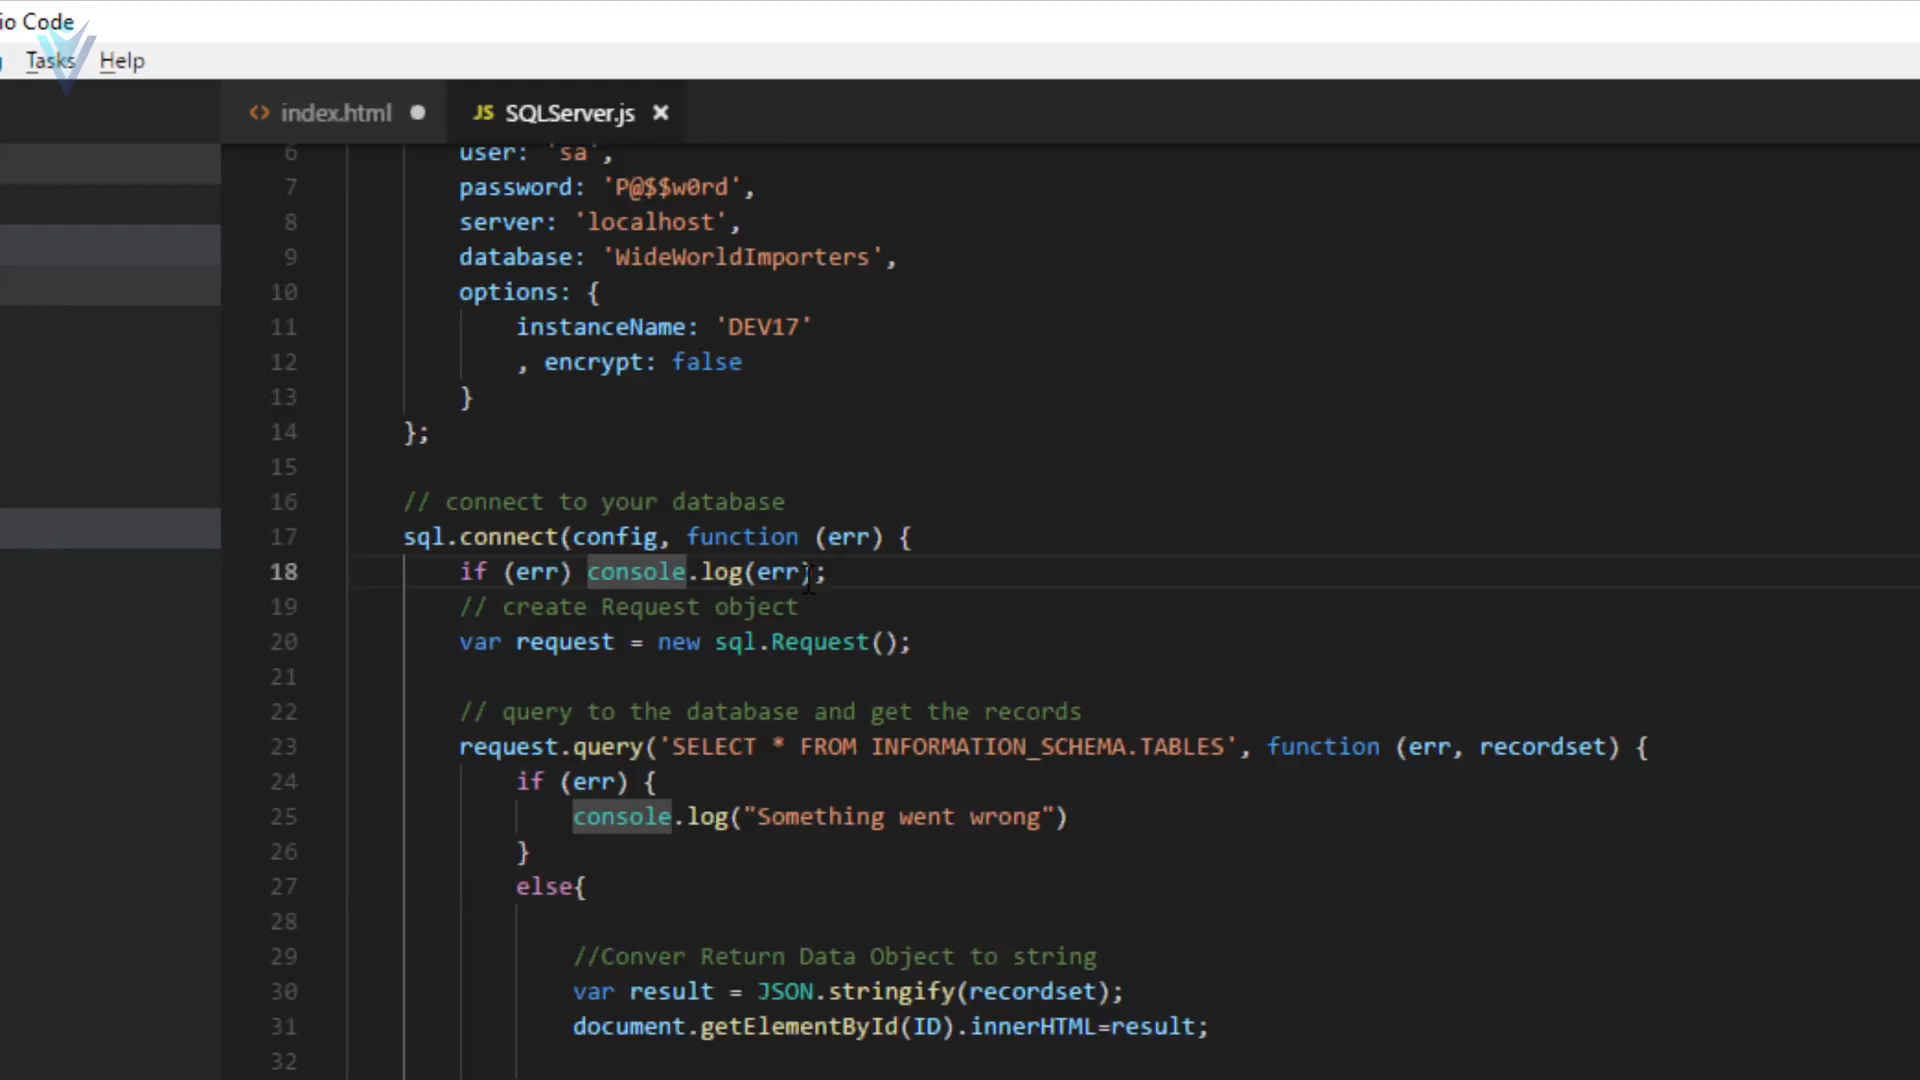 io Code
Tasks Help
index.html SQLServer.js
6 user: 'sa',
7 password: 'P@$$w0rd',
8 server: 'localhost',
9 database: 'WideWorldImporters',
10 options: {
11 instanceName: 'DEV17'
12 , encrypt: false
13 }
14 };
15
16 // connect to your database
17 sql.connect(config, function (err) {
18 if (err) console.log(err);
19 // create Request object
20 var request = new sql.Request();
21
22 // query to the database and get the records
23 request.query('SELECT * FROM INFORMATION_SCHEMA.TABLES', function (err, recordset) {
24 if (err) {
25 console.log("Something went wrong")
26 }
27 else{
28
29 //Conver Return Data Object to string
30 var result = JSON.stringify(recordset);
31 document.getElementById(ID).innerHTML=result;
32